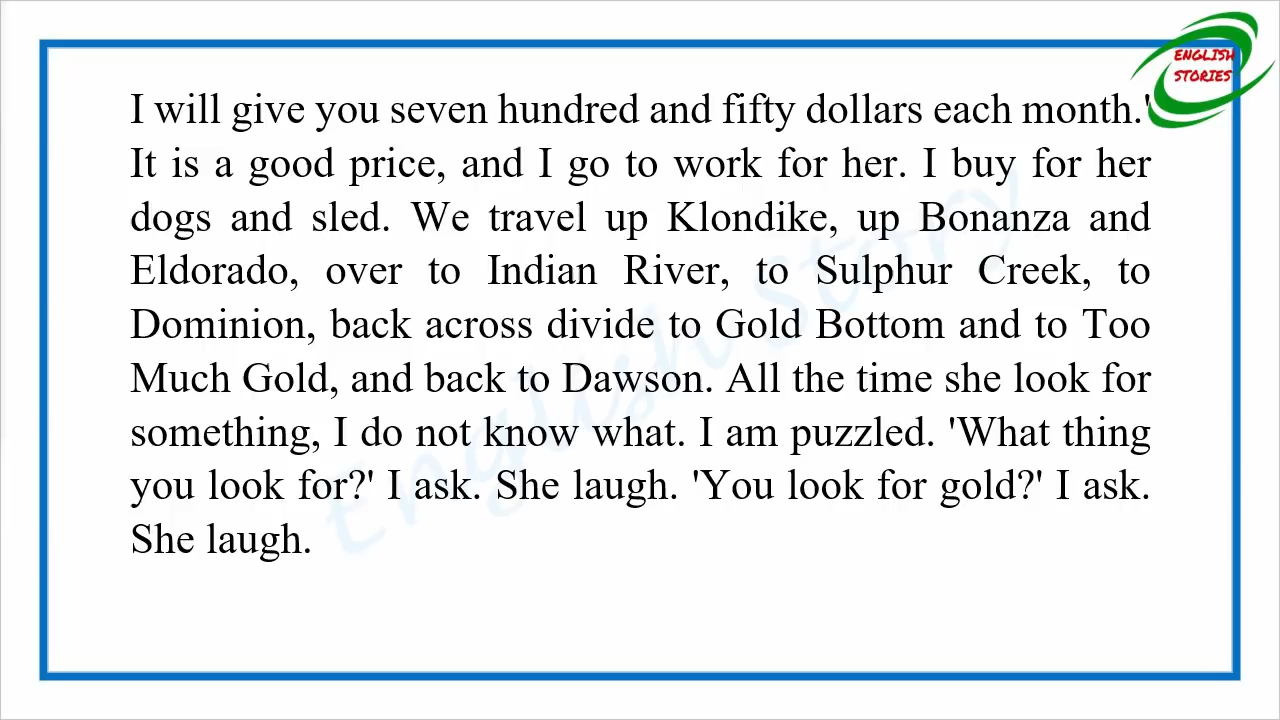 ENGLISH
STORIES
I will give you seven hundred and fifty dollars each month.'
It is a good price, and I go to work for her. I buy for her
dogs and sled. We travel up Klondike, up Bonanza and
Eldorado, over to Indian River, to Sulphur Creek, to
Dominion, back across divide to Gold Bottom and to Too
Much Gold, and back to Dawson. All the time she look for
something, I do not know what. I am puzzled. 'What thing
you look for?' I ask. She laugh. 'You look for gold?' I ask.
She laugh.
English Story